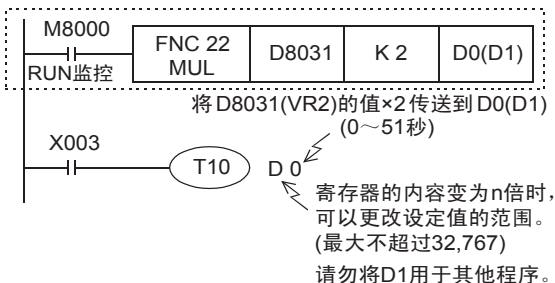 M8000
RUN监控
FNC 22
MUL
D8031
K 2
D0(D1)
将D8031(VR2)的值×2传送到D0(D1)
(0～51秒)
X003
T10
D 0
寄存器的内容变为n倍时，
可以更改设定值的范围。
(最大不超过32,767)
请勿将D1用于其他程序。